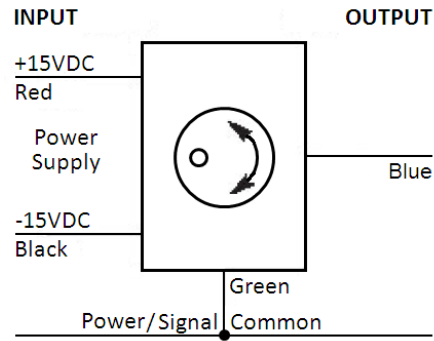 INPUT OUTPUT
+15VDC
Red
Power
Supply
Blue
-15VDC
Black
Green
Power/Signal Common